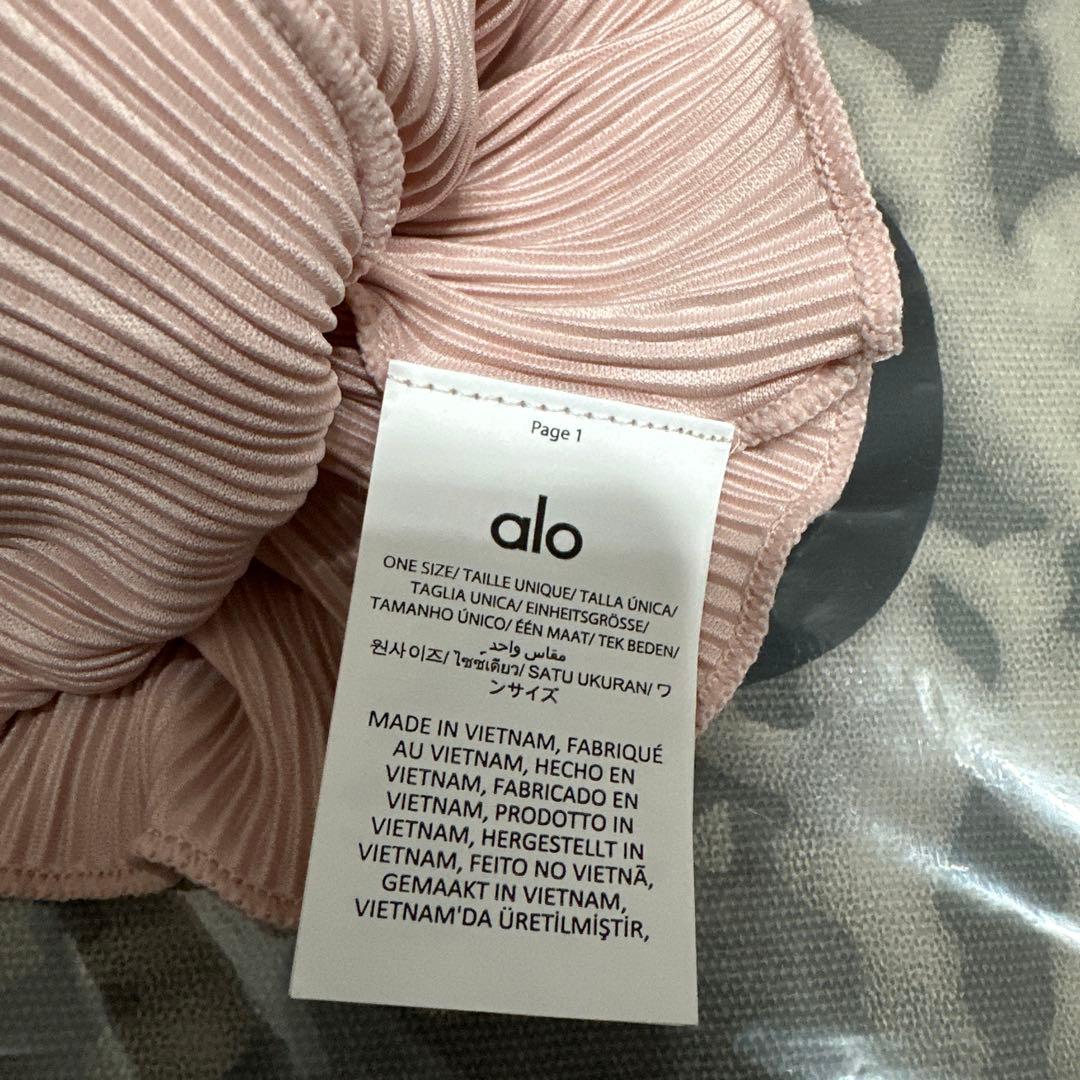 Page 1
alo
ONE SIZE/ TAILLE UNIQUE/ TALLA ÚNICA/
TAGLIA UNICA/ EINHEITSGRÖSSE/
TAMANHO ÚNICO/ ÉÉN MAAT/ TEK BEDEN/
مقاس واحد
원사이즈/ ไซซ์เดียว/ SATU UKURAN/ ワ
ンサイズ
MADE IN VIETNAM, FABRIQUÉ
AU VIETNAM, HECHO EN
VIETNAM, FABRICADO EN
VIETNAM, PRODOTTO IN
VIETNAM, HERGESTELLT IN
VIETNAM, FEITO NO VIETNÃ,
GEMAAKT IN VIETNAM,
VIETNAM'DA ÜRETİLMİŞTİR,